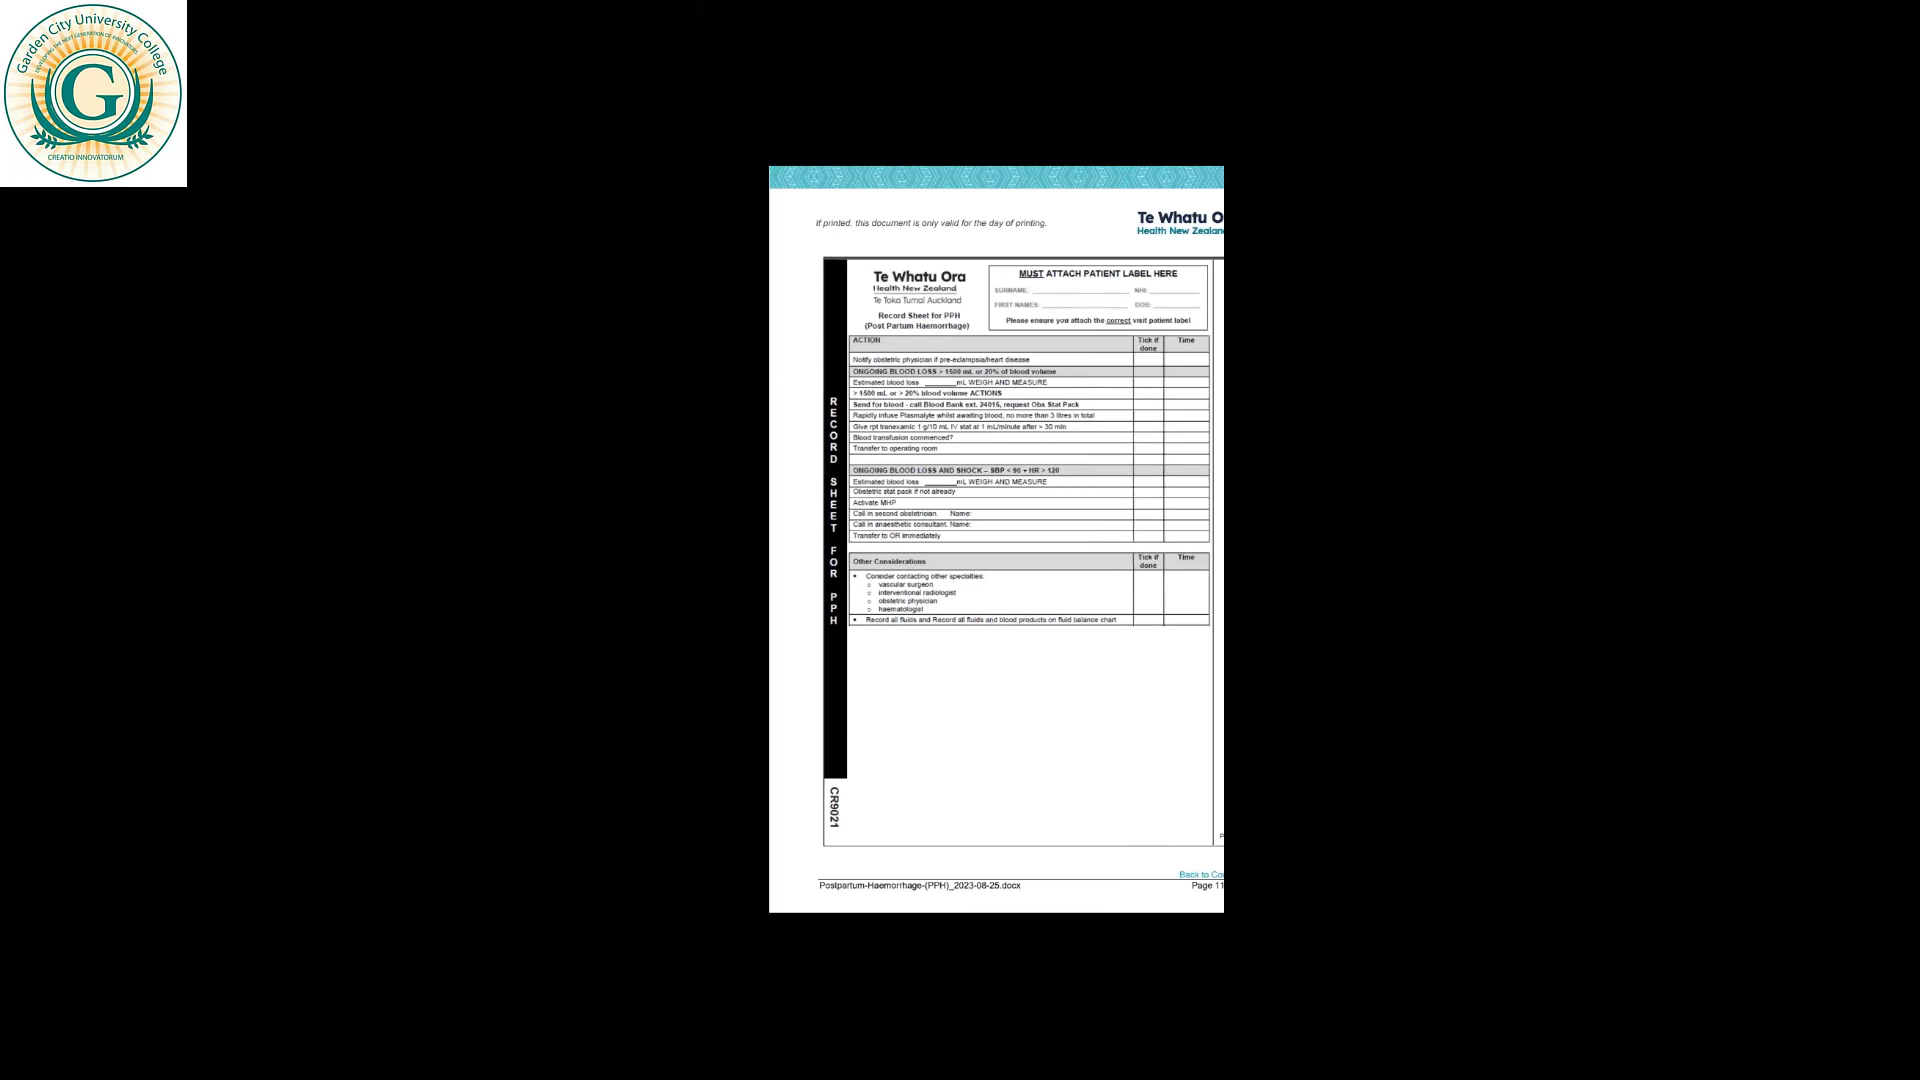 Garden City University College
DEVELOPING THE NEXT GENERATION OF INNOVATORS
G
CREATIO INNOVATORUM
If printed, this document is only valid for the day of printing.
Te Whatu O
Health New Zealan
Te Whatu Ora
Health New Zealand
Te Toka Tumai Auckland
Record Sheet for PPH
(Post Partum Haemorrhage)
MUST ATTACH PATIENT LABEL HERE
SURNAME: NHI:
FIRST NAMES: DOB:
Please ensure you attach the correct visit patient label
RECORD SHEET FOR PPH
CR9021
ACTION Tick if done Time
Notify obstetric physician if pre-eclampsia/heart disease
ONGOING BLOOD LOSS > 1500 mL or 20% of blood volume
Estimated blood loss ________mL WEIGH AND MEASURE
> 1500 mL or > 20% blood volume ACTIONS
Send for blood - call Blood Bank ext. 24015, request Obs Stat Pack
Rapidly infuse Plasmalyte whilst awaiting blood, no more than 3 litres in total
Give rpt tranexamic 1 g/10 mL IV stat at 1 mL/minute after > 30 min
Blood transfusion commenced?
Transfer to operating room
ONGOING BLOOD LOSS AND SHOCK – SBP < 90 + HR > 120
Estimated blood loss ________mL WEIGH AND MEASURE
Obstetric stat pack if not already
Activate MHP
Call in second obstetrician. Name:
Call in anaesthetic consultant. Name:
Transfer to OR immediately
Other Considerations Tick if done Time
• Consider contacting other specialties:
o vascular surgeon
o interventional radiologist
o obstetric physician
o haematologist
• Record all fluids and Record all fluids and blood products on fluid balance chart
P
Back to Co
Postpartum-Haemorrhage-(PPH)_2023-08-25.docx Page 11